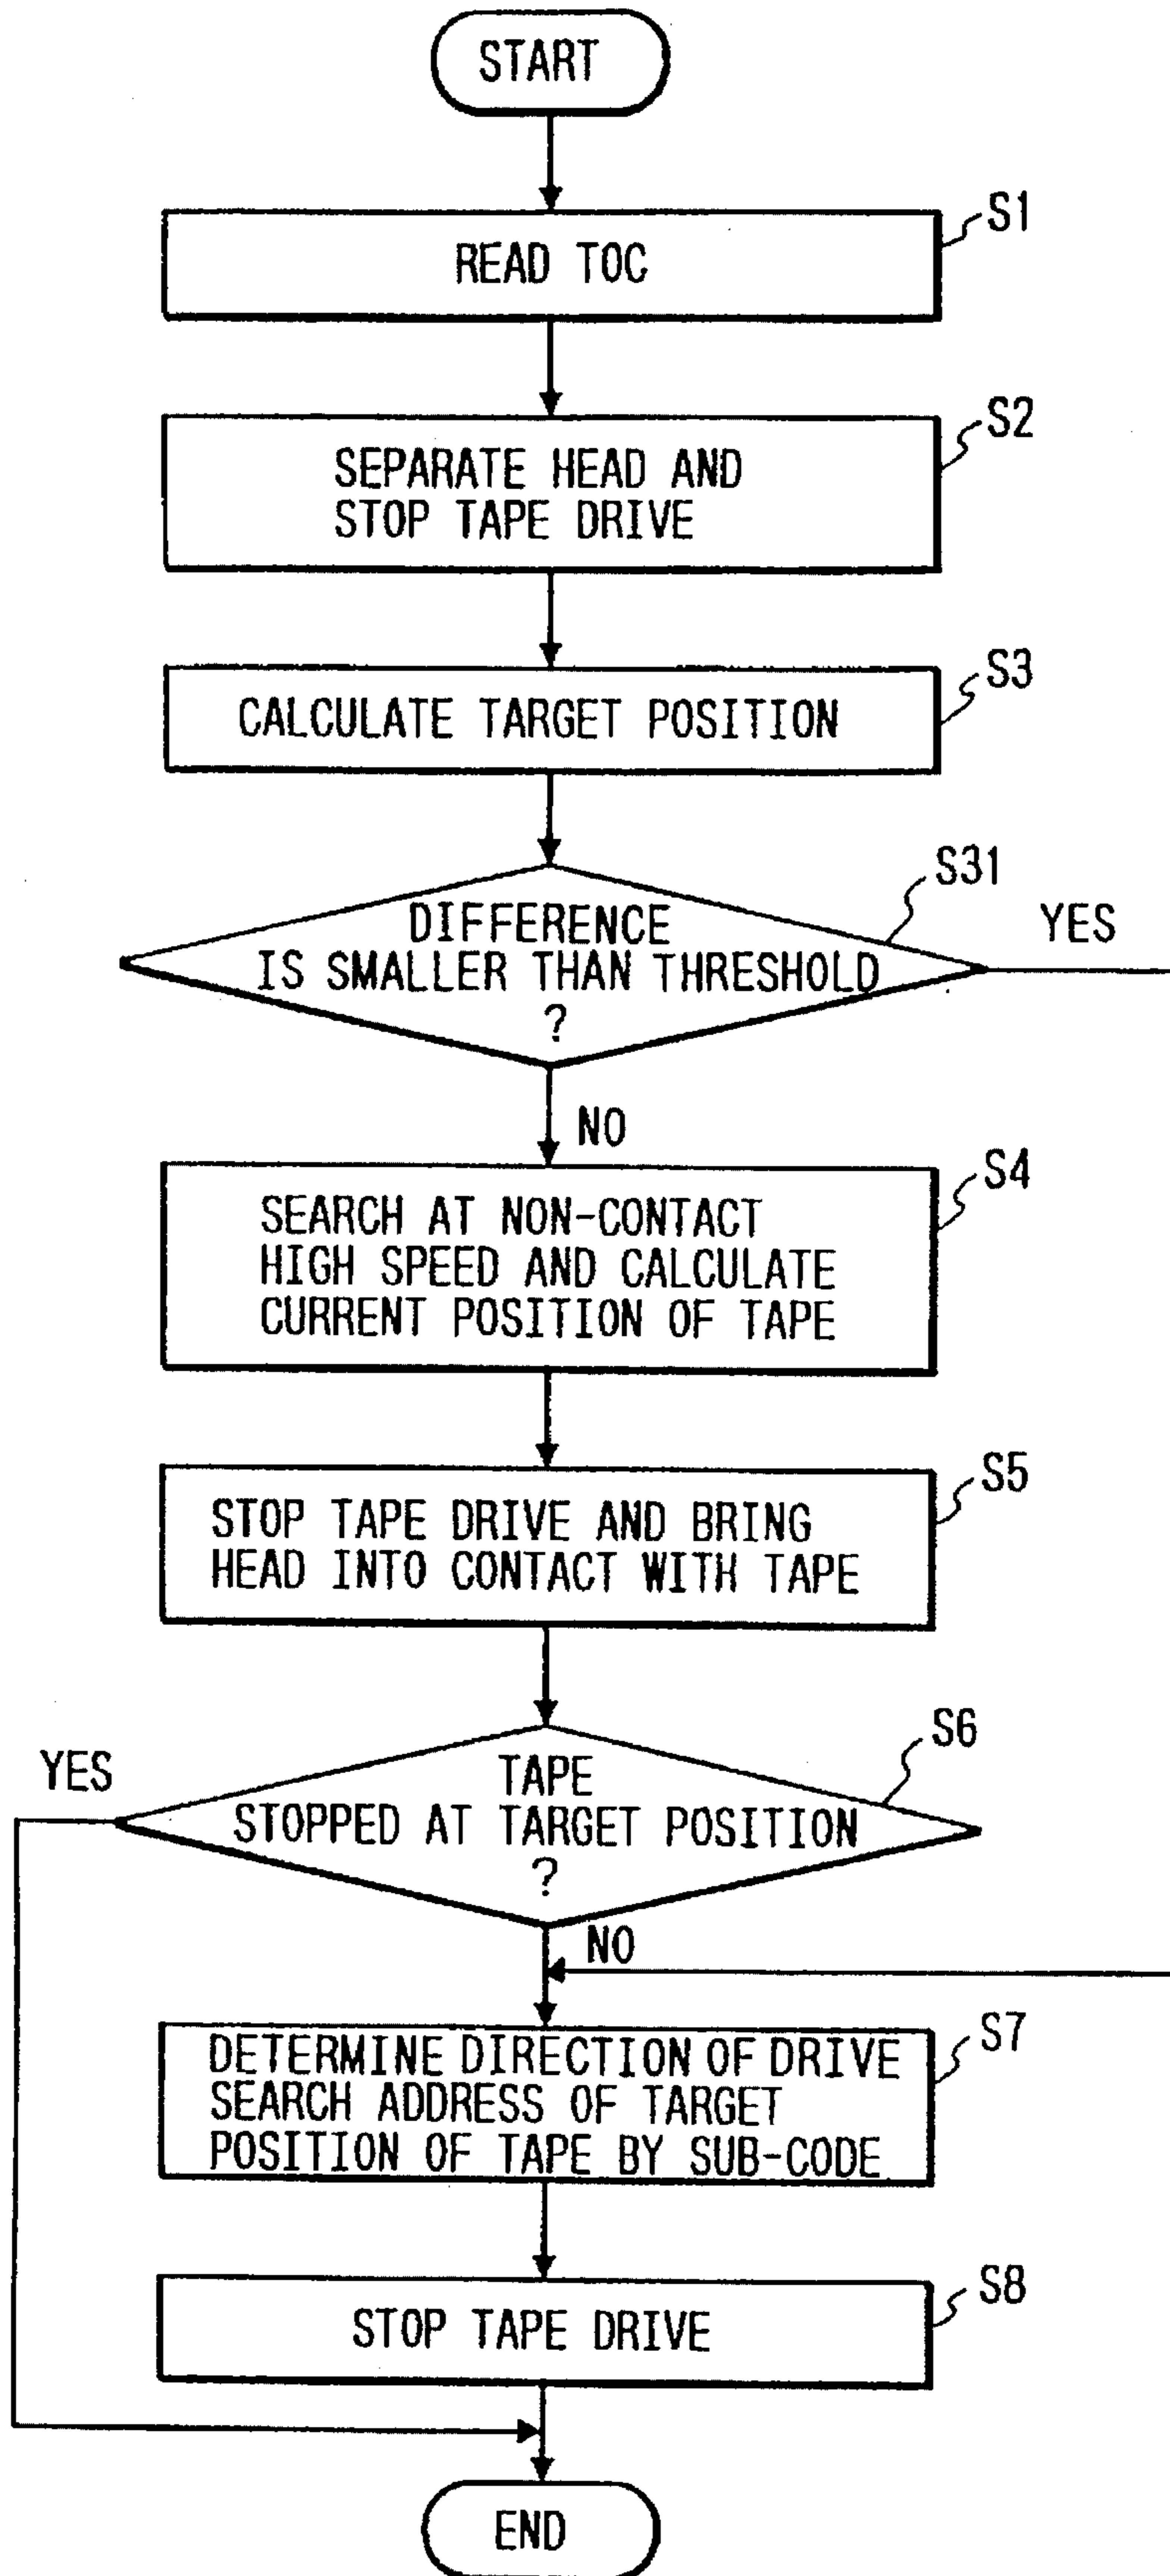 START
S1
READ TOC
S2
SEPARATE HEAD AND
STOP TAPE DRIVE
S3
CALCULATE TARGET POSITION
S31
DIFFERENCE
YES
IS SMALLER THAN THRESHOLD
?
NO
S4
SEARCH AT NON-CONTACT
HIGH SPEED AND CALCULATE
CURRENT POSITION OF TAPE
S5
STOP TAPE DRIVE AND BRING
HEAD INTO CONTACT WITH TAPE
S6
YES
TAPE
STOPPED AT TARGET POSITION
?
NO
S7
DETERMINE DIRECTION OF DRIVE
SEARCH ADDRESS OF TARGET
POSITION OF TAPE BY SUB-CODE
S8
STOP TAPE DRIVE
END